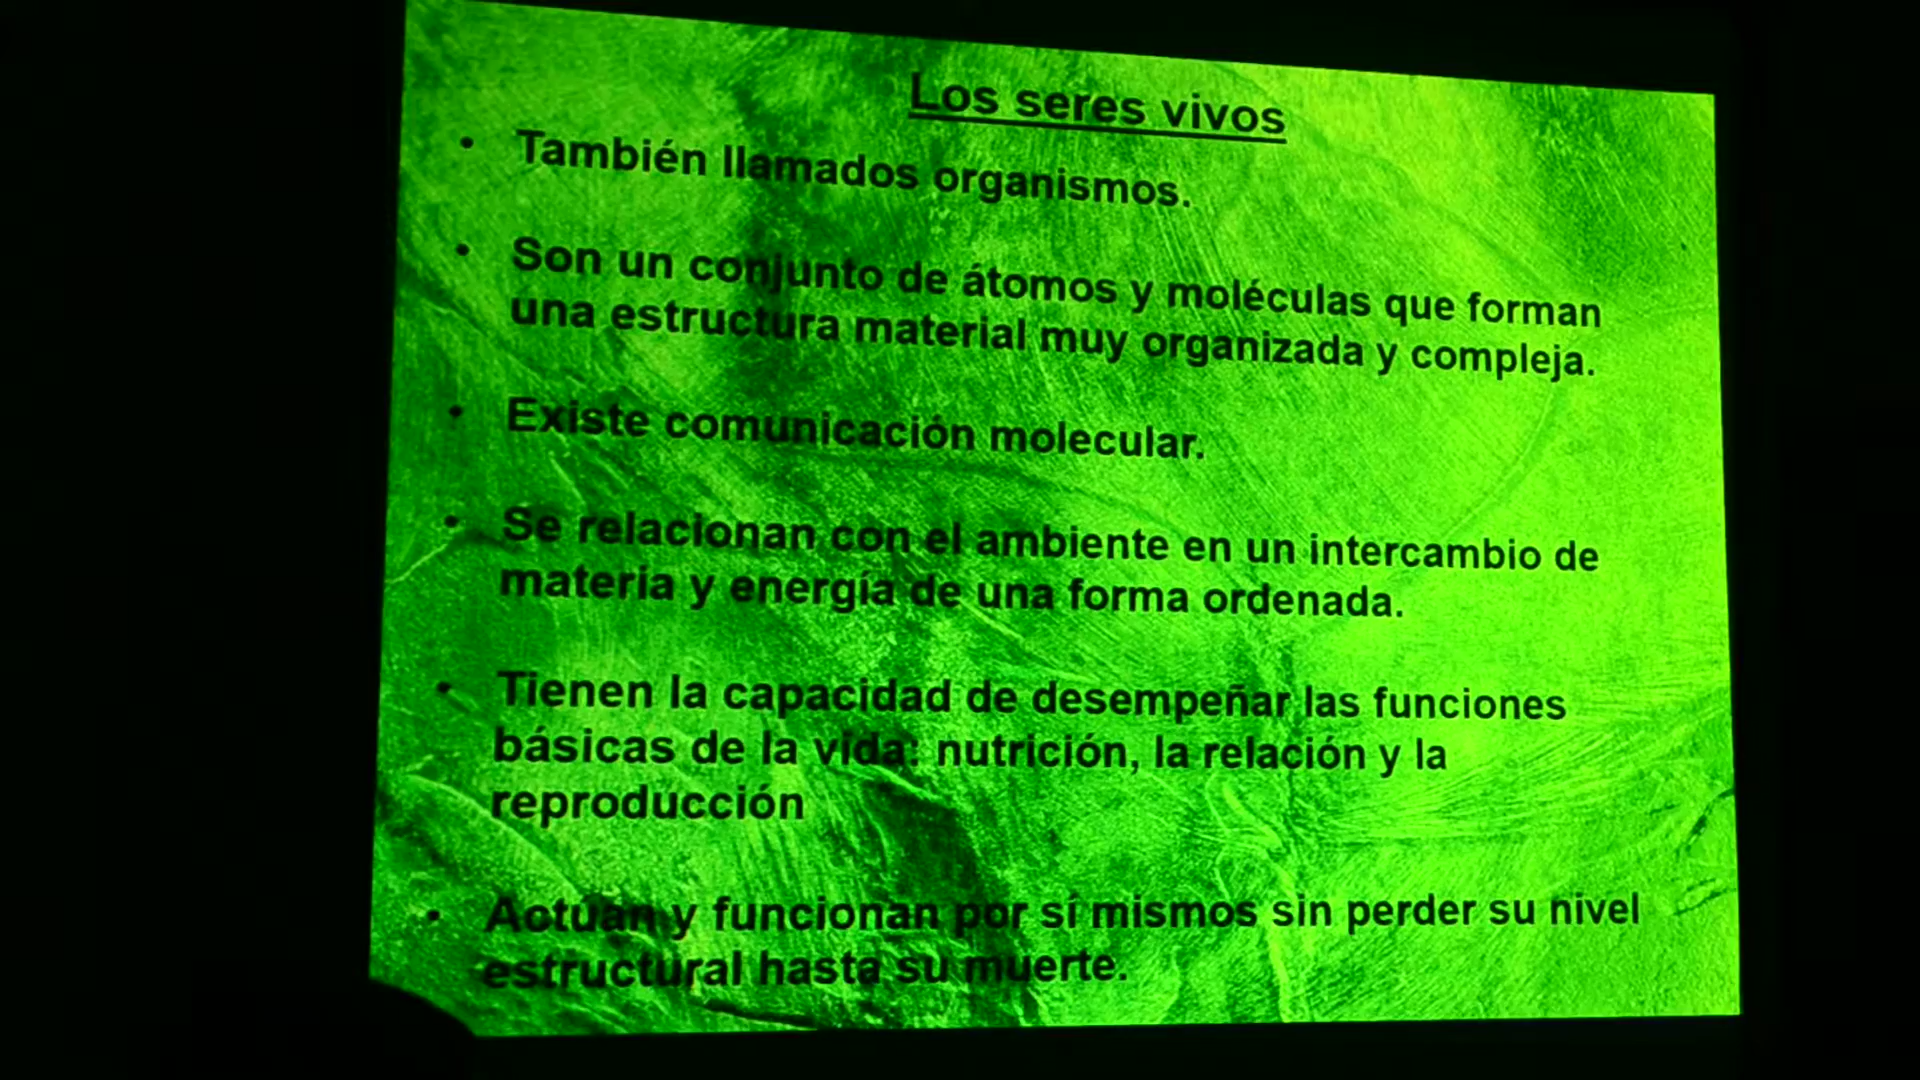 Los seres vivos
• También llamados organismos.
• Son un conjunto de átomos y moléculas que forman
una estructura material muy organizada y compleja.
• Existe comunicación molecular.
• Se relacionan con el ambiente en un intercambio de
materia y energía de una forma ordenada.
• Tienen la capacidad de desempeñar las funciones
básicas de la vida: nutrición, la relación y la
reproducción
• Actúan y funcionan por sí mismos sin perder su nivel
estructural hasta su muerte.